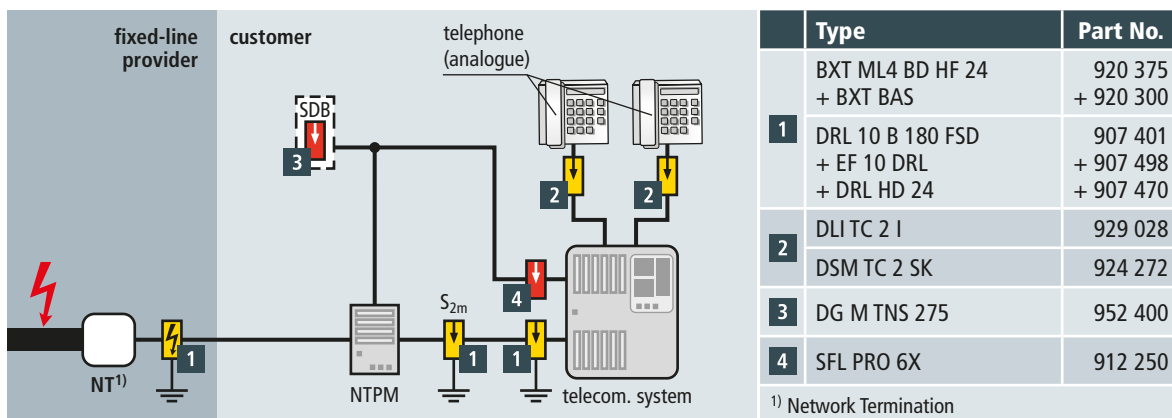 fixed-line
provider
customer
telephone
(analogue)
SDB
3
2
2
4
S2m
1
1
1
NT1)
NTPM
telecom. system
Type Part No.
1
BXT ML4 BD HF 24 920 375
+ BXT BAS + 920 300
DRL 10 B 180 FSD 907 401
+ EF 10 DRL + 907 498
+ DRL HD 24 + 907 470
2
DLI TC 2 I 929 028
DSM TC 2 SK 924 272
3 DG M TNS 275 952 400
4 SFL PRO 6X 912 250
1) Network Termination